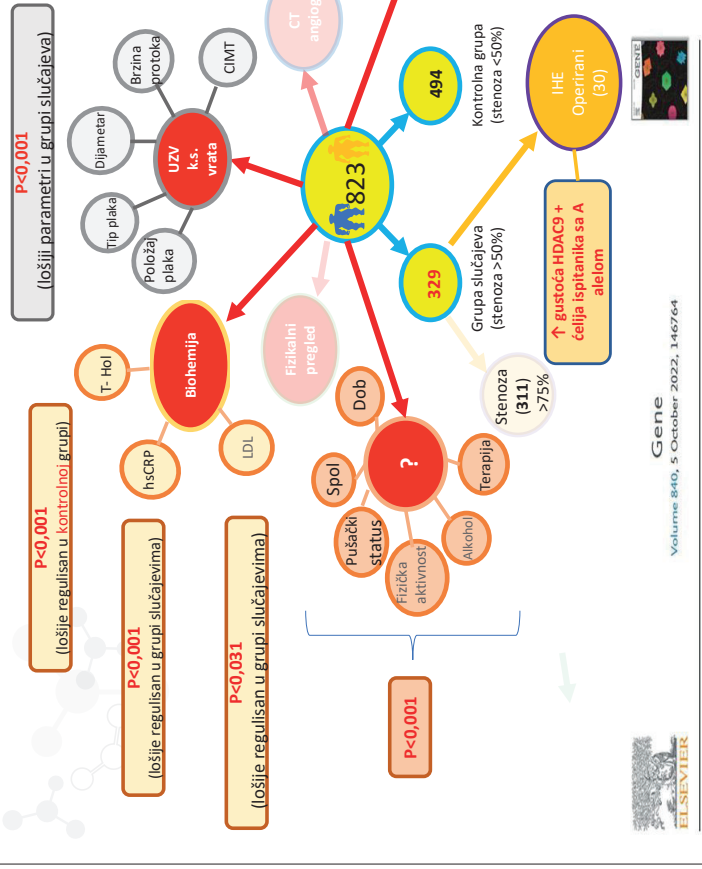 P<0,001
(lošiji parametri u grupi slučajeva)
Brzina
protoka
CIMT
Dijametar
Tip plaka
Položaj
plaka
UZV
k.s.
vrata
CT
angiog
P<0,001
(lošije regulisan u kontrolnoj grupi)
P<0,001
(lošije regulisan u grupi slučajevima)
P<0,031
(lošije regulisan u grupi slučajevima)
T- Hol
hsCRP
LDL
Biohemija
Fizikalni
pregled
823
494
Kontrolna grupa
(stenoza <50%)
329
Grupa slučajeva
(stenoza >50%)
IHE
Operirani
(30)
↑ gustoća HDAC9 +
ćelija ispitanika sa A
alelom
Stenoza
(311)
>75%
?
Dob
Spol
Pušački
status
Fizička
aktivnost
Alkohol
Terapija
P<0,001
ELSEVIER
Gene
Volume 840, 5 October 2022, 146764
GENE